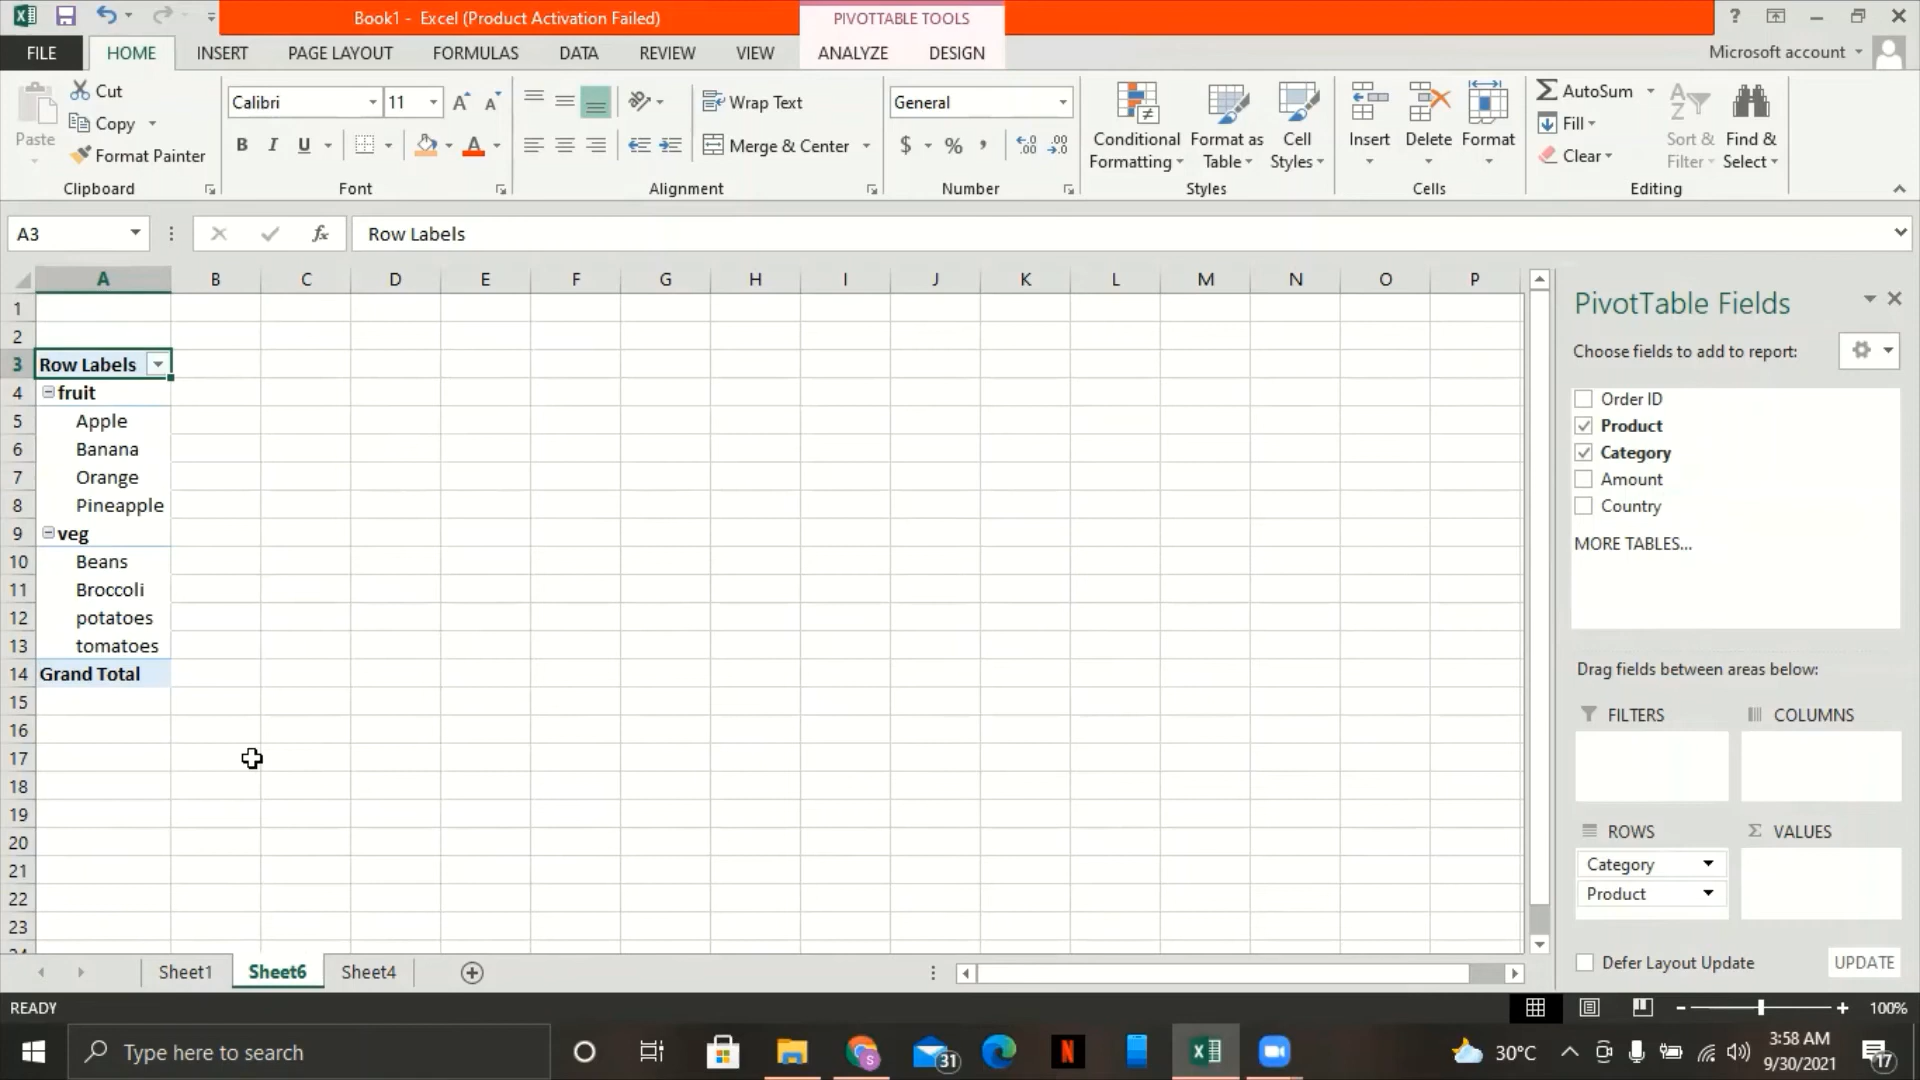 Book1 - Excel (Product Activation Failed)
PIVOTTABLE TOOLS
?
FILE
HOME
INSERT
PAGE LAYOUT
FORMULAS
DATA
REVIEW
VIEW
ANALYZE
DESIGN
Microsoft account
Paste
Cut
Copy
Format Painter
Clipboard
Calibri
11
B I U
Font
Wrap Text
Merge & Center
Alignment
General
$ % ,
Number
Conditional Formatting
Format as Table
Cell Styles
Styles
Insert
Delete
Format
Cells
AutoSum
Fill
Clear
Sort & Filter
Find & Select
Editing
A3
fx
Row Labels
A B C D E F G H I J K L M N O P
1
2
3 Row Labels
4 fruit
5 Apple
6 Banana
7 Orange
8 Pineapple
9 veg
10 Beans
11 Broccoli
12 potatoes
13 tomatoes
14 Grand Total
15
16
17
18
19
20
21
22
23
PivotTable Fields
Choose fields to add to report:
Order ID
Product
Category
Amount
Country
MORE TABLES...
Drag fields between areas below:
FILTERS
COLUMNS
ROWS
Σ VALUES
Category
Product
Defer Layout Update
UPDATE
Sheet1
Sheet6
Sheet4
READY
100%
Type here to search
31
30°C
3:58 AM
9/30/2021
17